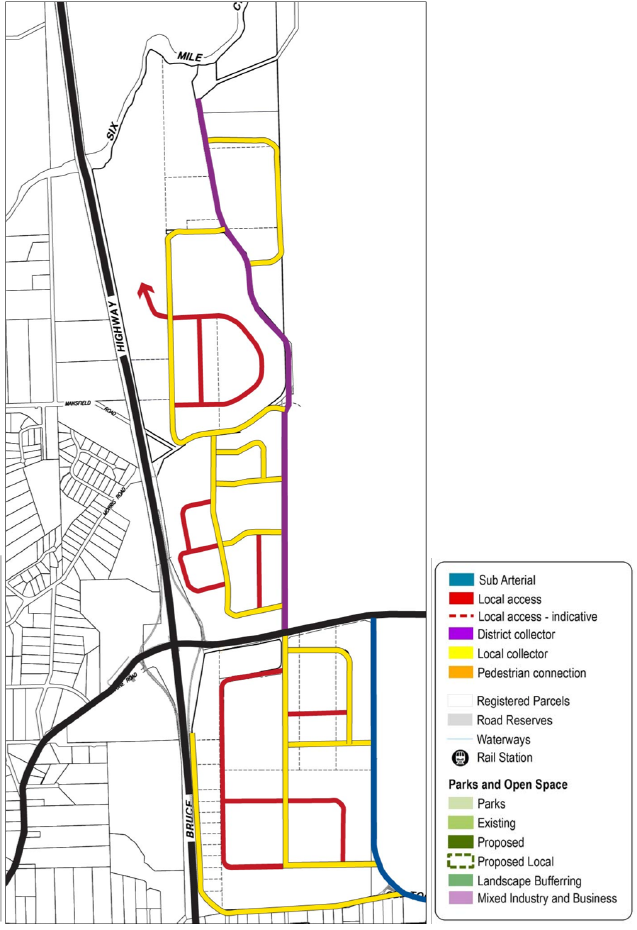 C
MILE
SIX
HIGHWAY
MANSFIELD
ROAD
ROAD
ROAD
BRUCE
Sub Arterial
Local access
Local access - indicative
District collector
Local collector
Pedestrian connection
Registered Parcels
Road Reserves
Waterways
Rail Station
Parks and Open Space
Parks
Existing
Proposed
Proposed Local
Landscape Bufferring
Mixed Industry and Business